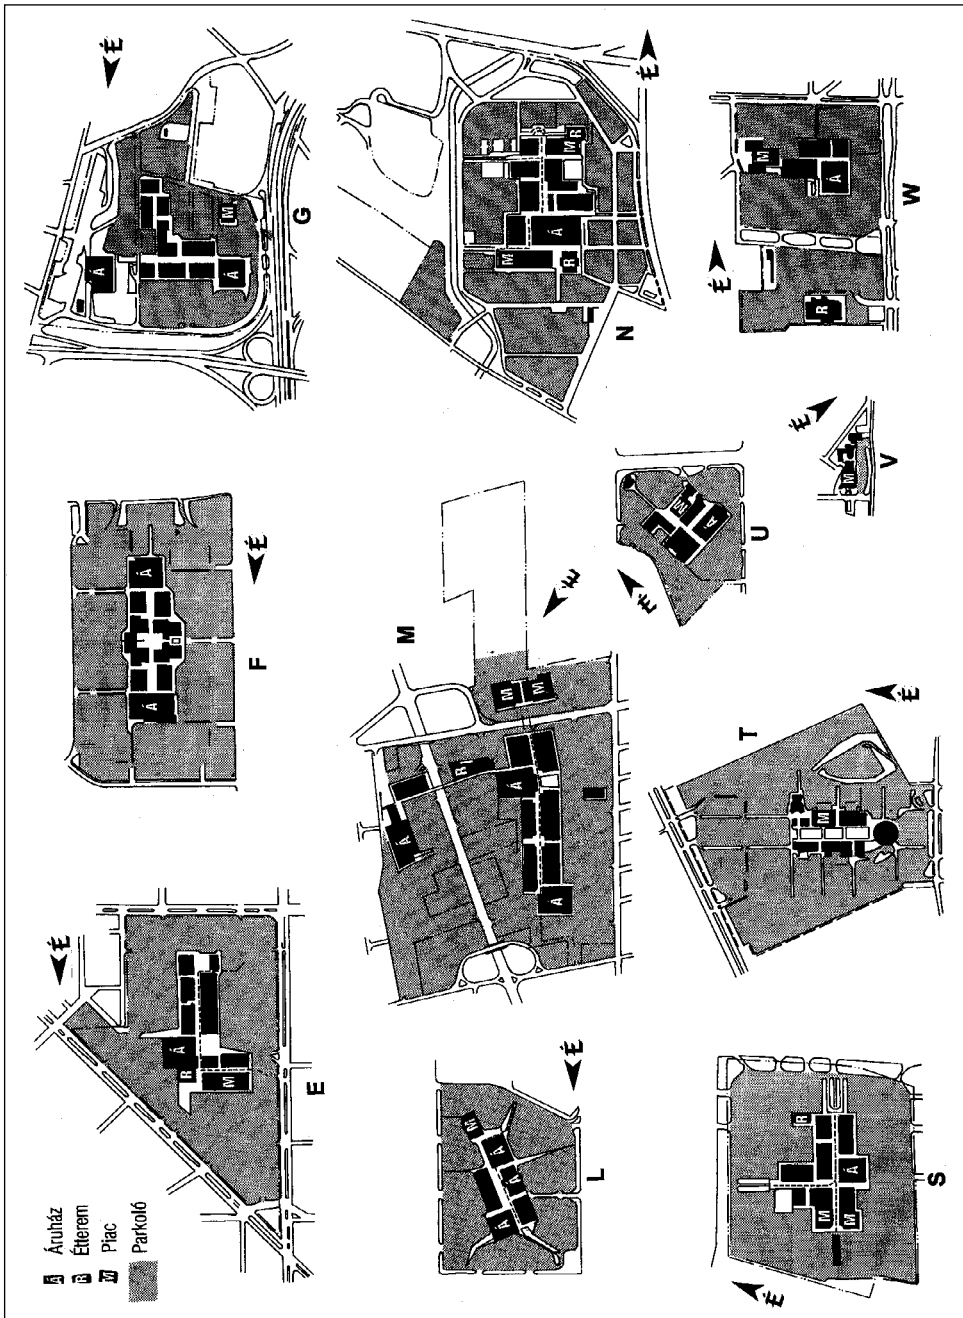 Á Áruház
R Étterem
M Piac
Parkoló
É
R
Á
M
E
Á
Á
É
F
É
Á
Á
M
G
M
Á
Á
Á
É
L
Á
R
Á
Á
M
M
M
É
M
Á
R
M
R
N
É
É
R
M
M
Á
S
M
T
É
É
M
Á
U
É
M
V
É
R
M
Á
W